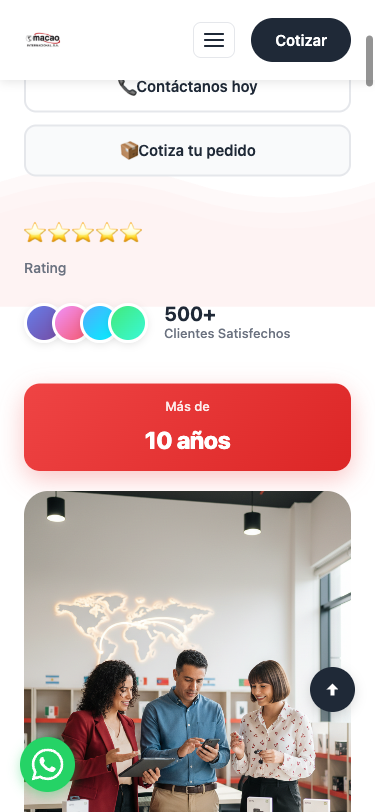 macao
INTERNACIONAL, S.A.
Cotizar
Contáctanos hoy
Cotiza tu pedido
Rating
500+
Clientes Satisfechos
Más de
10 años